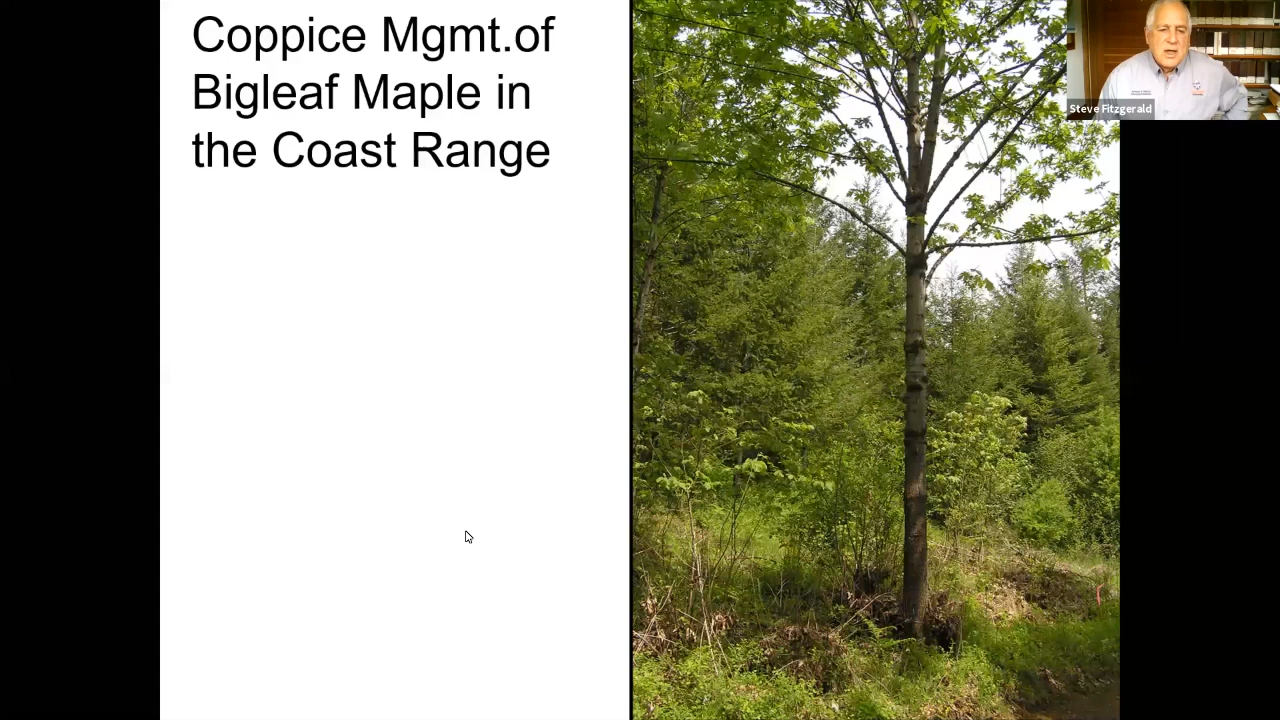 Coppice Mgmt.of
Bigleaf Maple in
the Coast Range
Steve Fitzgerald